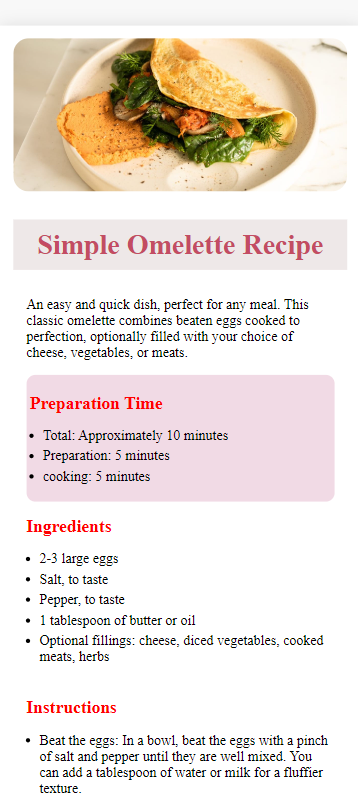 Simple Omelette Recipe
An easy and quick dish, perfect for any meal. This
classic omelette combines beaten eggs cooked to
perfection, optionally filled with your choice of
cheese, vegetables, or meats.
Preparation Time
• Total: Approximately 10 minutes
• Preparation: 5 minutes
• cooking: 5 minutes
Ingredients
• 2-3 large eggs
• Salt, to taste
• Pepper, to taste
• 1 tablespoon of butter or oil
• Optional fillings: cheese, diced vegetables, cooked
meats, herbs
Instructions
• Beat the eggs: In a bowl, beat the eggs with a pinch
of salt and pepper until they are well mixed. You
can add a tablespoon of water or milk for a fluffier
texture.